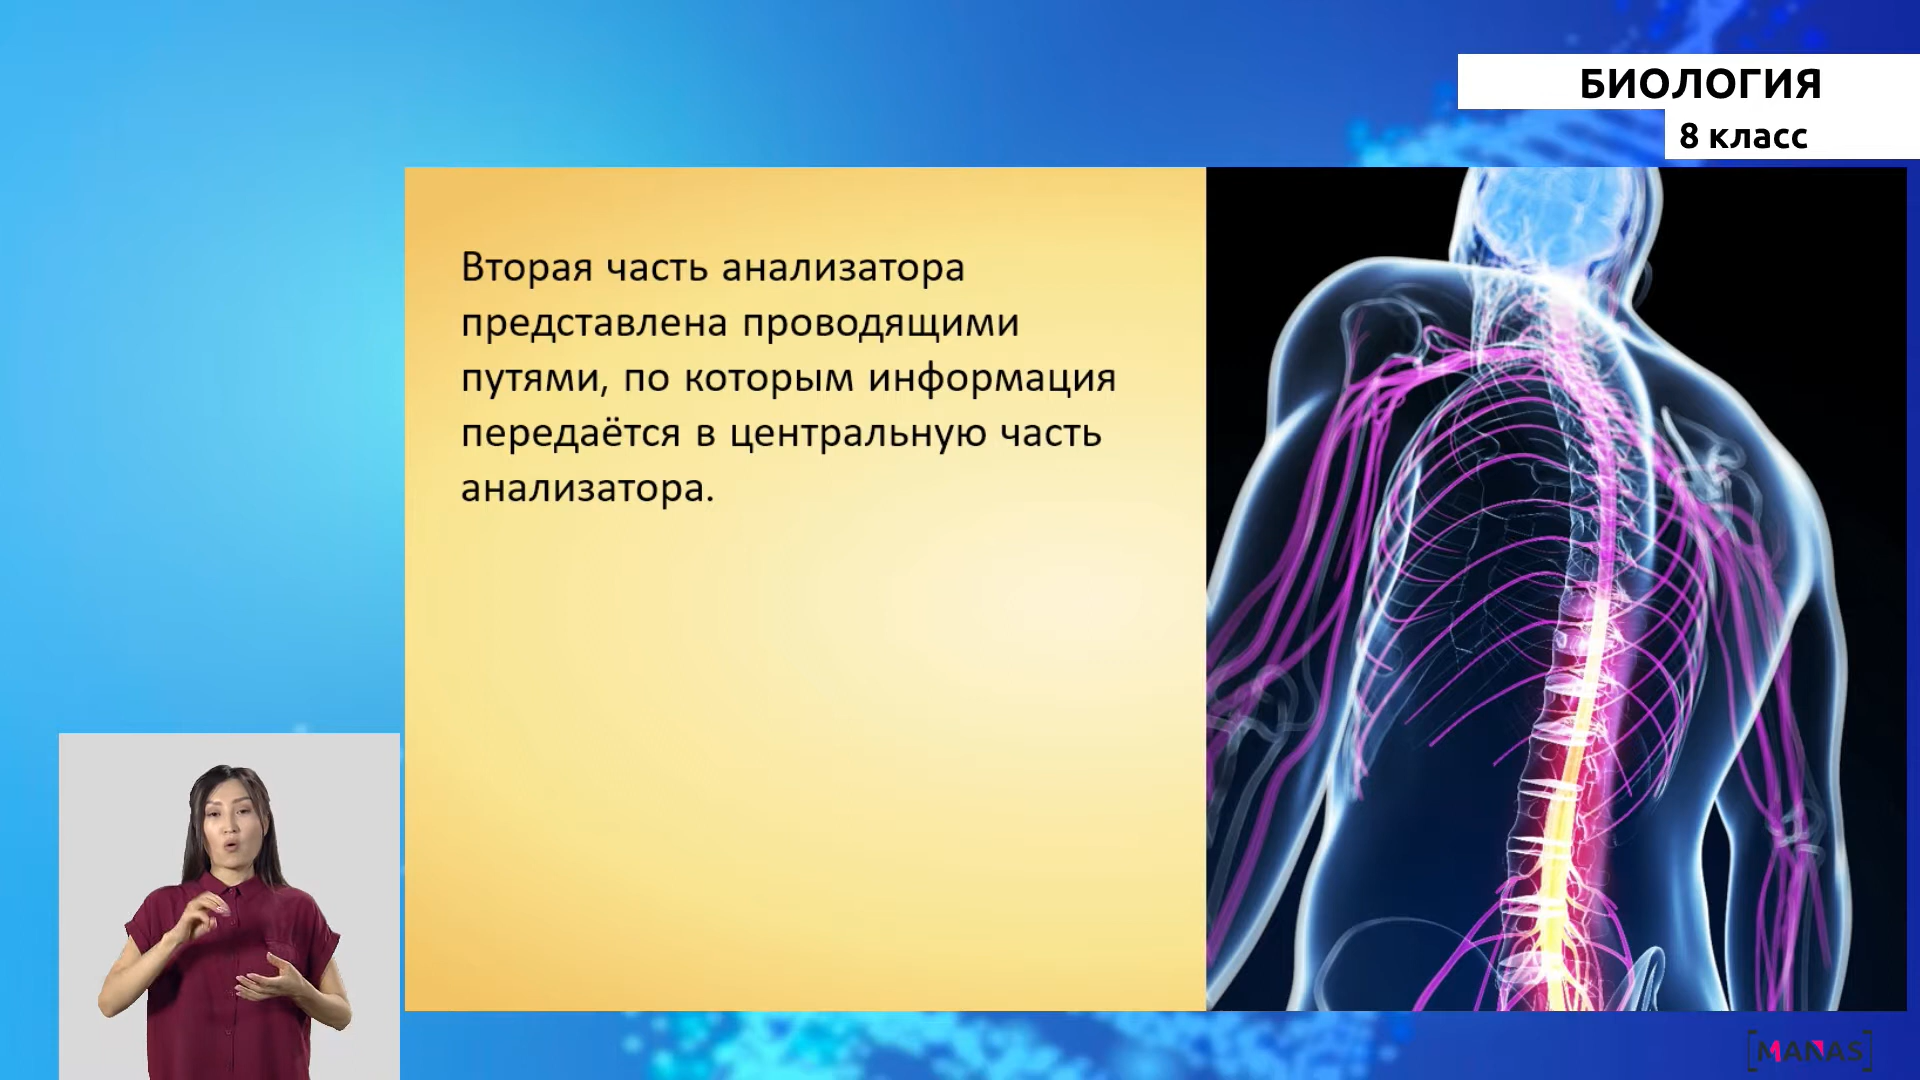 БИОЛОГИЯ
8 класс
Вторая часть анализатора
представлена проводящими
путями, по которым информация
передаётся в центральную часть
анализатора.
[MANAS]